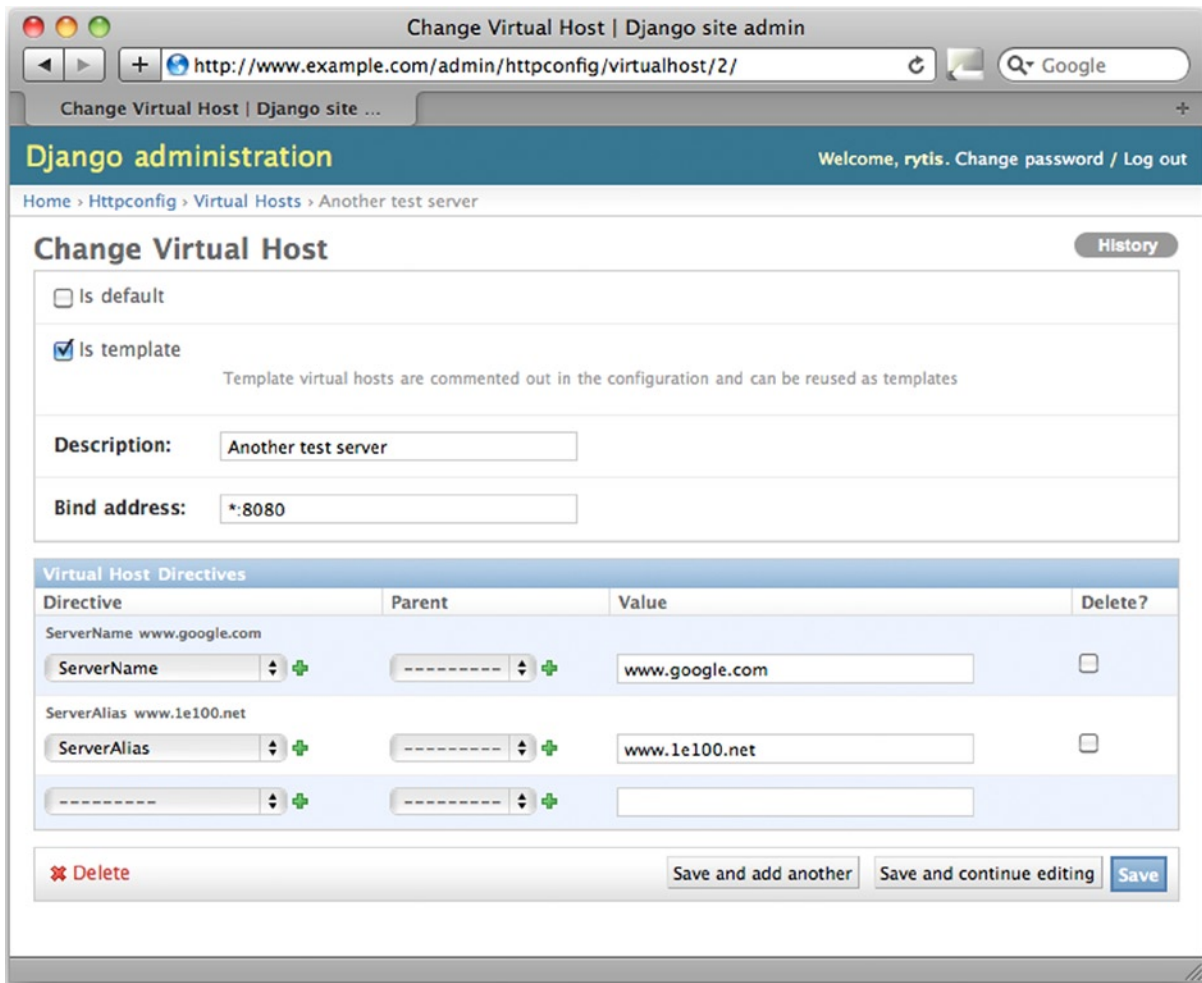 Change Virtual Host | Django site admin
http://www.example.com/admin/httpconfig/virtualhost/2/ Google
Change Virtual Host | Django site ...
Django administration Welcome, rytis. Change password / Log out
Home › Httpconfig › Virtual Hosts › Another test server
Change Virtual Host History
Is default
Is template
Template virtual hosts are commented out in the configuration and can be reused as templates
Description: Another test server
Bind address: *:8080
Virtual Host Directives
Directive Parent Value Delete?
ServerName www.google.com
ServerName --------- www.google.com
ServerAlias www.1e100.net
ServerAlias --------- www.1e100.net
--------- ---------
Delete Save and add another Save and continue editing Save